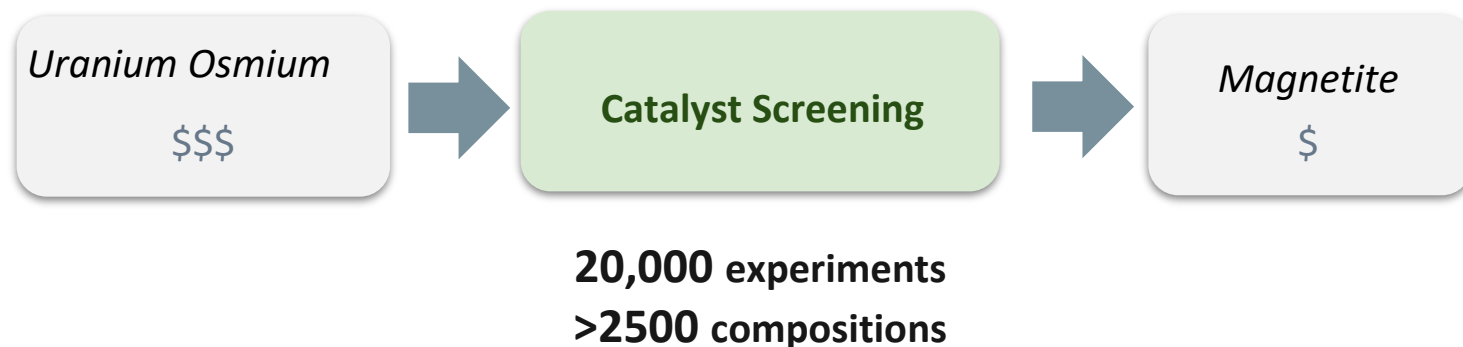 Uranium Osmium
$$$
Catalyst Screening
Magnetite
$
20,000 experiments
>2500 compositions